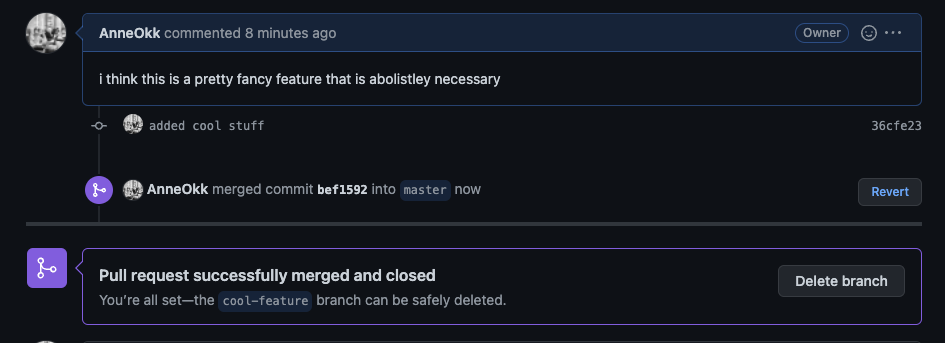 AnneOkk commented 8 minutes ago Owner
i think this is a pretty fancy feature that is abolistley necessary
added cool stuff 36cfe23
AnneOkk merged commit bef1592 into master now Revert
Pull request successfully merged and closed
You're all set—the cool-feature branch can be safely deleted.
Delete branch